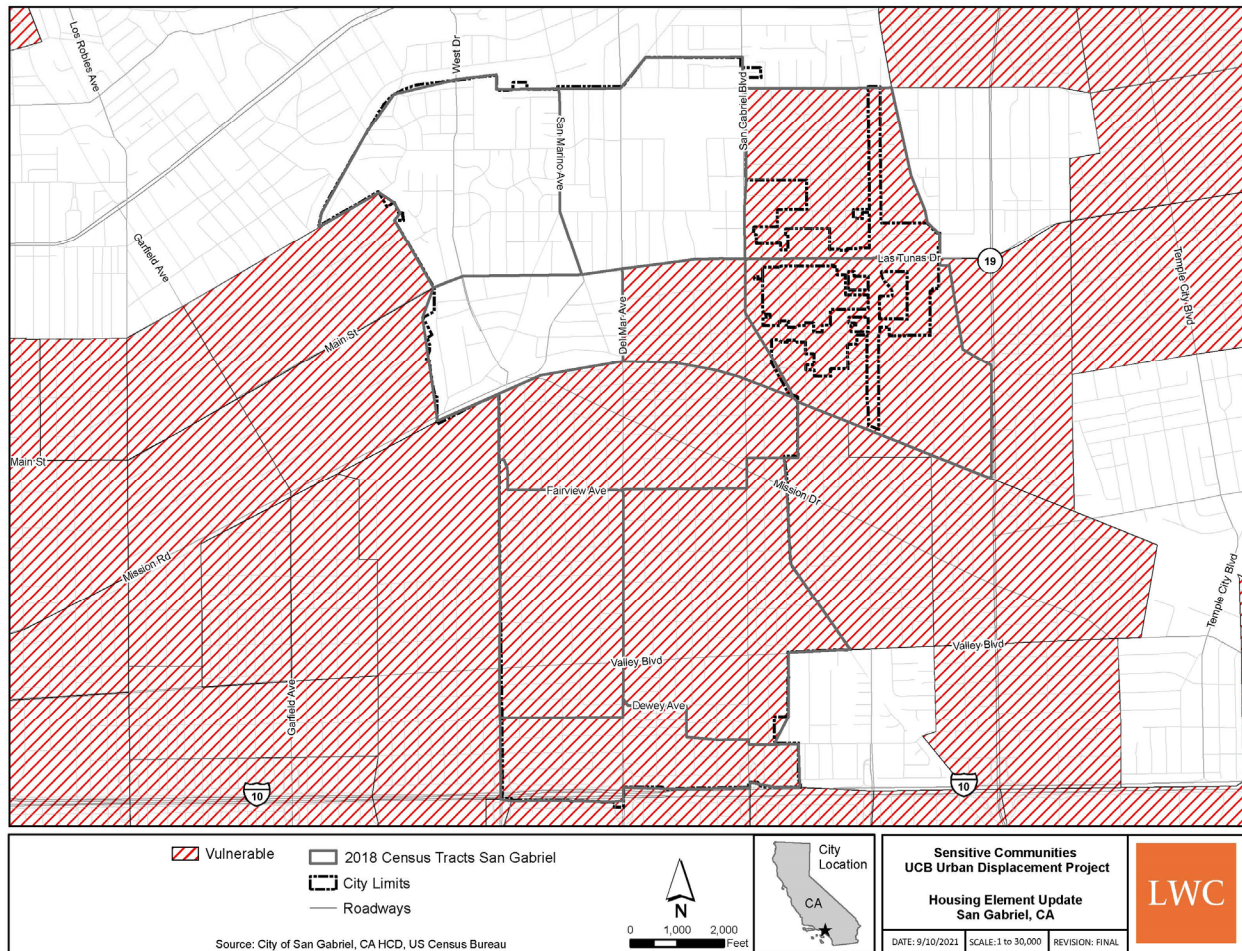 Los Robles Ave
West Dr
San Marino Ave
San Gabriel Blvd
Garfield Ave
Las Tunas Dr
19
Temple City Blvd
Del Mar Ave
Main St
Main St
Fairview Ave
Mission Dr
Mission Rd
Temple City Blvd
Valley Blvd
Valley Blvd
Garfield Ave
Dewey Ave
10
10
Vulnerable
2018 Census Tracts San Gabriel
City Limits
Roadways
Source: City of San Gabriel, CA HCD, US Census Bureau
N
0 1,000 2,000
Feet
City
Location
CA
Sensitive Communities
UCB Urban Displacement Project
Housing Element Update
San Gabriel, CA
DATE: 9/10/2021
SCALE:1 to 30,000
REVISION: FINAL
LWC